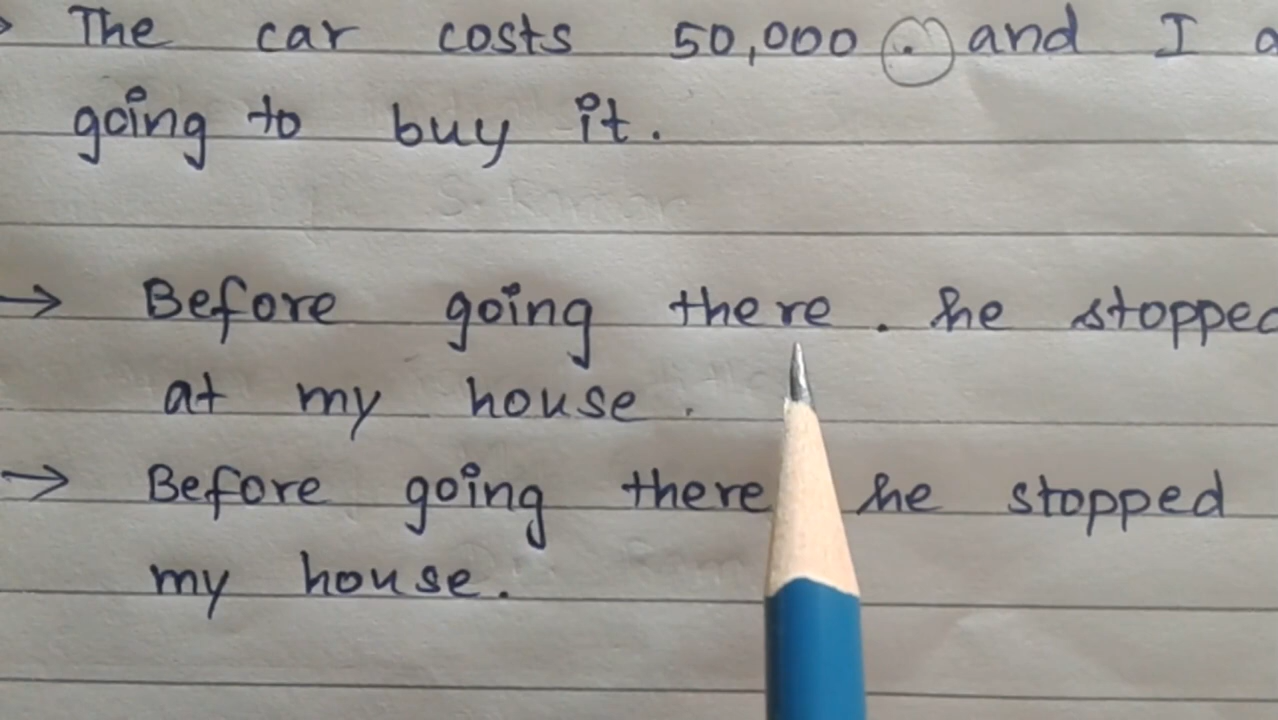 The car costs 50,000 . and I
going to buy it.
→ Before going there . he stopped
at my house .
→ Before going there he stopped
my house.